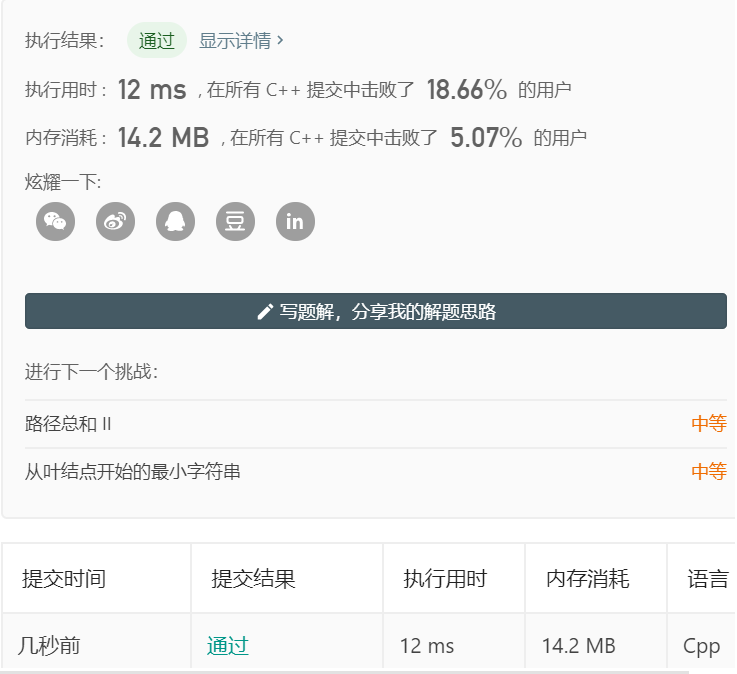 执行结果： 通过 显示详情 >
执行用时 : 12 ms , 在所有 C++ 提交中击败了 18.66% 的用户
内存消耗 : 14.2 MB , 在所有 C++ 提交中击败了 5.07% 的用户
炫耀一下:
豆 in
写题解，分享我的解题思路
进行下一个挑战：
路径总和 II 中等
从叶结点开始的最小字符串 中等
提交时间 提交结果 执行用时 内存消耗 语言
几秒前 通过 12 ms 14.2 MB Cpp